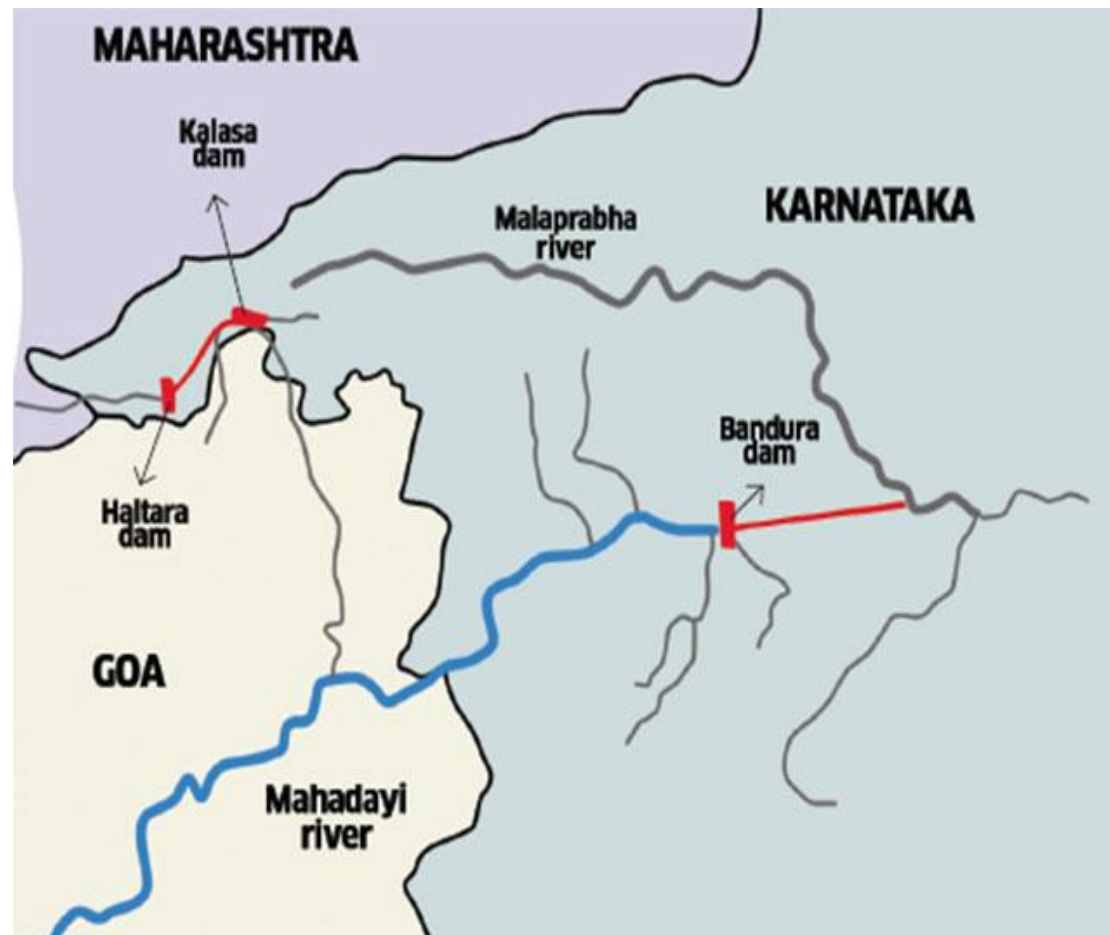 MAHARASHTRA
Kalasa
dam
KARNATAKA
Malaprabha
river
Bandura
dam
Haltara
dam
GOA
Mahadayi
river